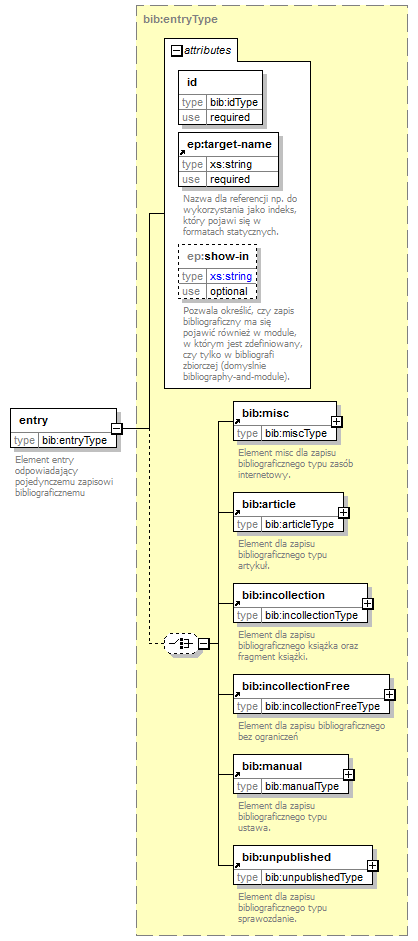 bib:entryType
attributes
id
type bib:idType
use required
ep:target-name
type xs:string
use required
Nazwa dla referencji np. do
wykorzystania jako indeks,
który pojawi się w
formatach statycznych.
ep:show-in
type xs:string
use optional
Pozwala określić, czy zapis
bibliograficzny ma się
pojawić również w module,
w którym jest zdefiniowany,
czy tylko w bibliografi
zbiorczej (domyslnie
bibliography-and-module).
entry
type bib:entryType
Element entry
odpowiadający
pojedynczemu zapisowi
bibliograficznemu
bib:misc
type bib:miscType
Element misc dla zapisu
bibliograficznego typu zasób
internetowy.
bib:article
type bib:articleType
Element dla zapisu
bibliograficznego typu
artykuł.
bib:incollection
type bib:incollectionType
Element dla zapisu
bibliograficznego książka oraz
fragment książki.
bib:incollectionFree
type bib:incollectionFreeType
Element dla zapisu bibliograficznego
bez ograniczeń
bib:manual
type bib:manualType
Element dla zapisu
bibliograficznego typu
ustawa.
bib:unpublished
type bib:unpublishedType
Element dla zapisu
bibliograficznego typu
sprawozdanie.